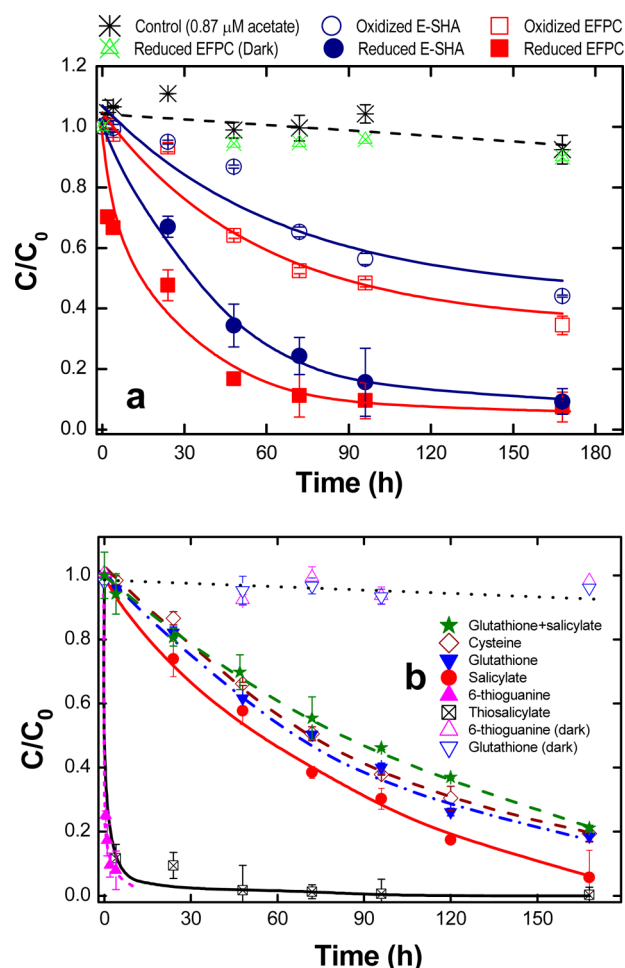 Control (0.87 μM acetate) Oxidized E-SHA Oxidized EFPC
Reduced EFPC (Dark) Reduced E-SHA Reduced EFPC
1.2
1.0
0.8
0.6
0.4
0.2
0.0
C/C0
a
0 30 60 90 120 150 180
Time (h)
1.0
0.8
0.6
0.4
0.2
0.0
C/C0
b
Glutathione+salicylate
Cysteine
Glutathione
Salicylate
6-thioguanine
Thiosalicylate
6-thioguanine (dark)
Glutathione (dark)
0 30 60 90 120 150
Time (h)